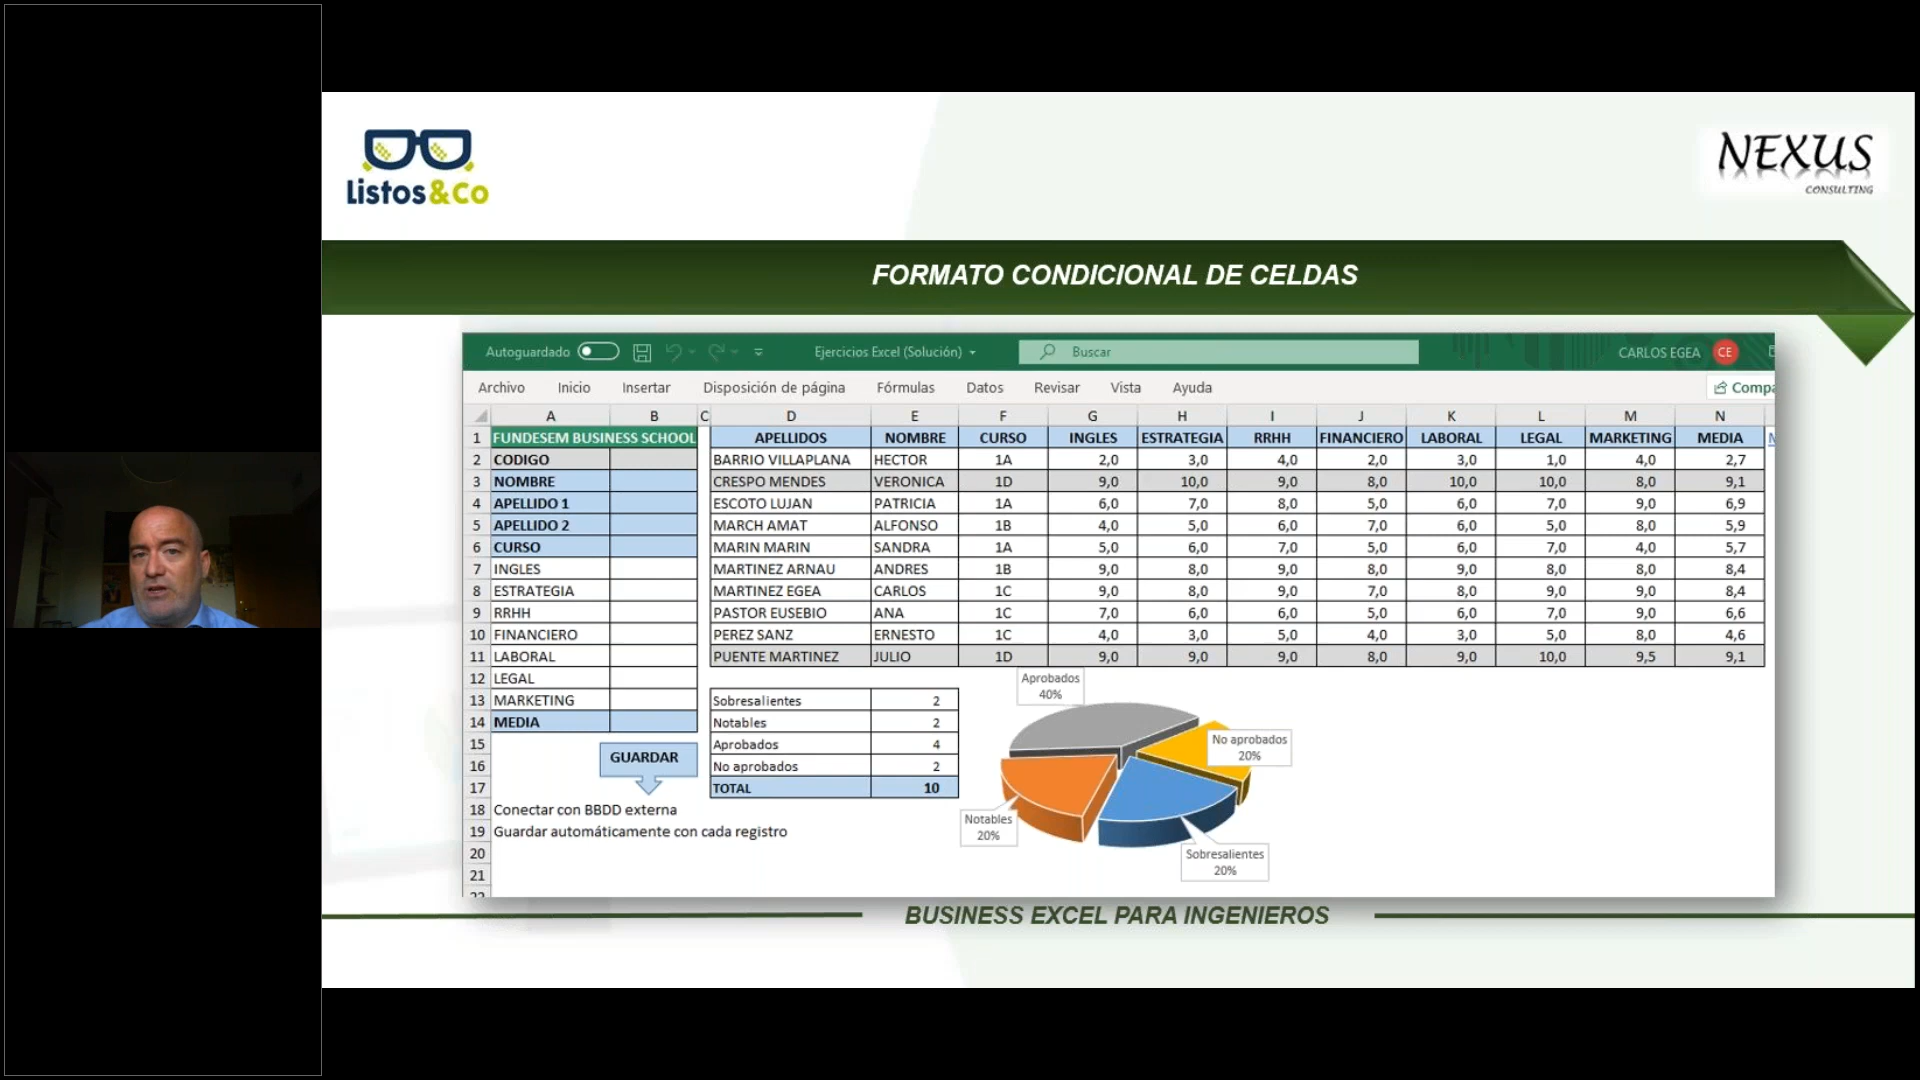 Listos&Co
NEXUS
CONSULTING
FORMATO CONDICIONAL DE CELDAS
Autoguardado Ejercicios Excel (Solución) Buscar CARLOS EGEA CE
Archivo Inicio Insertar Disposición de página Fórmulas Datos Revisar Vista Ayuda
A B C D E F G H I J K L M N
1 FUNDESEM BUSINESS SCHOOL APELLIDOS NOMBRE CURSO INGLES ESTRATEGIA RRHH FINANCIERO LABORAL LEGAL MARKETING MEDIA
2 CODIGO BARRIO VILLAPLANA HECTOR 1A 2,0 3,0 4,0 2,0 3,0 1,0 4,0 2,7
3 NOMBRE CRESPO MENDES VERONICA 1D 9,0 10,0 9,0 8,0 10,0 10,0 8,0 9,1
4 APELLIDO 1 ESCOTO LUJAN PATRICIA 1A 6,0 7,0 8,0 5,0 6,0 7,0 9,0 6,9
5 APELLIDO 2 MARCH AMAT ALFONSO 1B 4,0 5,0 6,0 7,0 6,0 5,0 8,0 5,9
6 CURSO MARIN MARIN SANDRA 1A 5,0 6,0 7,0 5,0 6,0 7,0 4,0 5,7
7 INGLES MARTINEZ ARNAU ANDRES 1B 9,0 8,0 9,0 8,0 9,0 8,0 8,0 8,4
8 ESTRATEGIA MARTINEZ EGEA CARLOS 1C 9,0 8,0 9,0 7,0 8,0 9,0 9,0 8,4
9 RRHH PASTOR EUSEBIO ANA 1C 7,0 6,0 6,0 5,0 6,0 7,0 9,0 6,6
10 FINANCIERO PEREZ SANZ ERNESTO 1C 4,0 3,0 5,0 4,0 3,0 5,0 8,0 4,6
11 LABORAL PUENTE MARTINEZ JULIO 1D 9,0 9,0 9,0 8,0 9,0 10,0 9,5 9,1
12 LEGAL
13 MARKETING Sobresalientes 2
14 MEDIA Notables 2
15 Aprobados 4
16 No aprobados 2
17 TOTAL 10
GUARDAR
18 Conectar con BBDD externa
19 Guardar automáticamente con cada registro
20
21
Aprobados
40%
No aprobados
20%
Notables
20%
Sobresalientes
20%
BUSINESS EXCEL PARA INGENIEROS